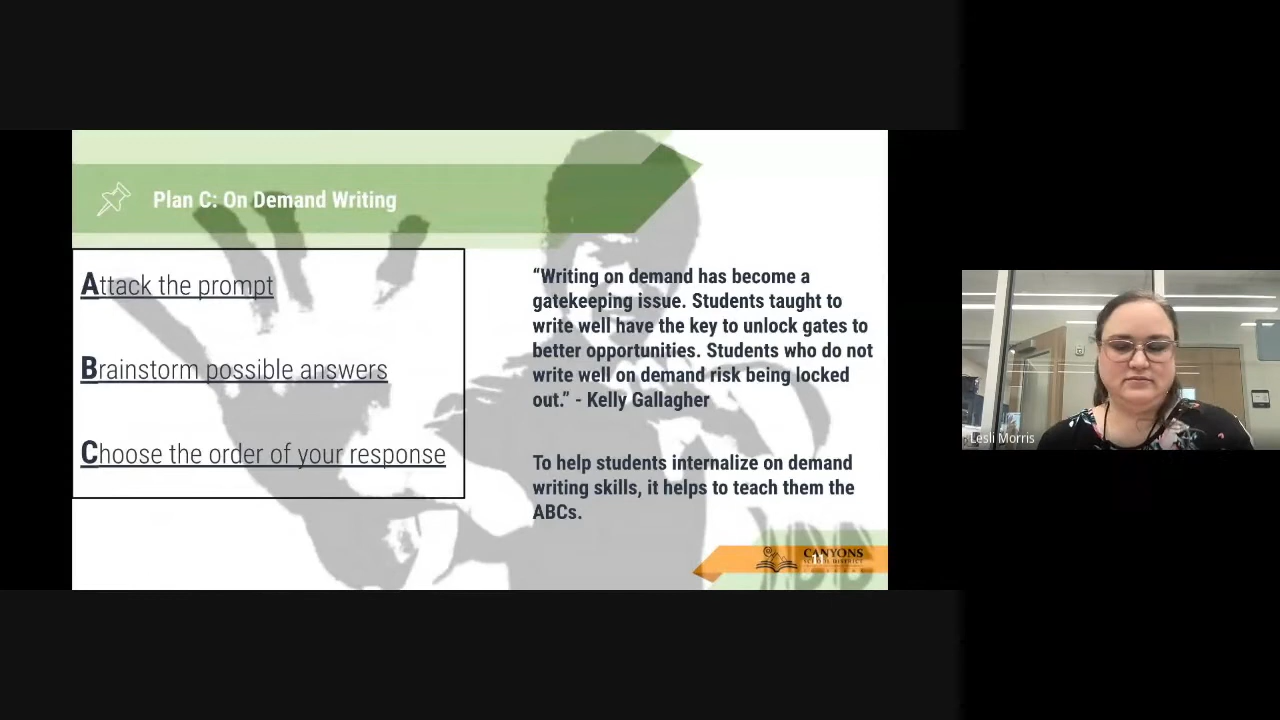 Plan C: On Demand Writing
Attack the prompt
Brainstorm possible answers
Choose the order of your response
“Writing on demand has become a
gatekeeping issue. Students taught to
write well have the key to unlock gates to
better opportunities. Students who do not
write well on demand risk being locked
out.” - Kelly Gallagher
To help students internalize on demand
writing skills, it helps to teach them the
ABCs.
CANYONS
11
Lesli Morris